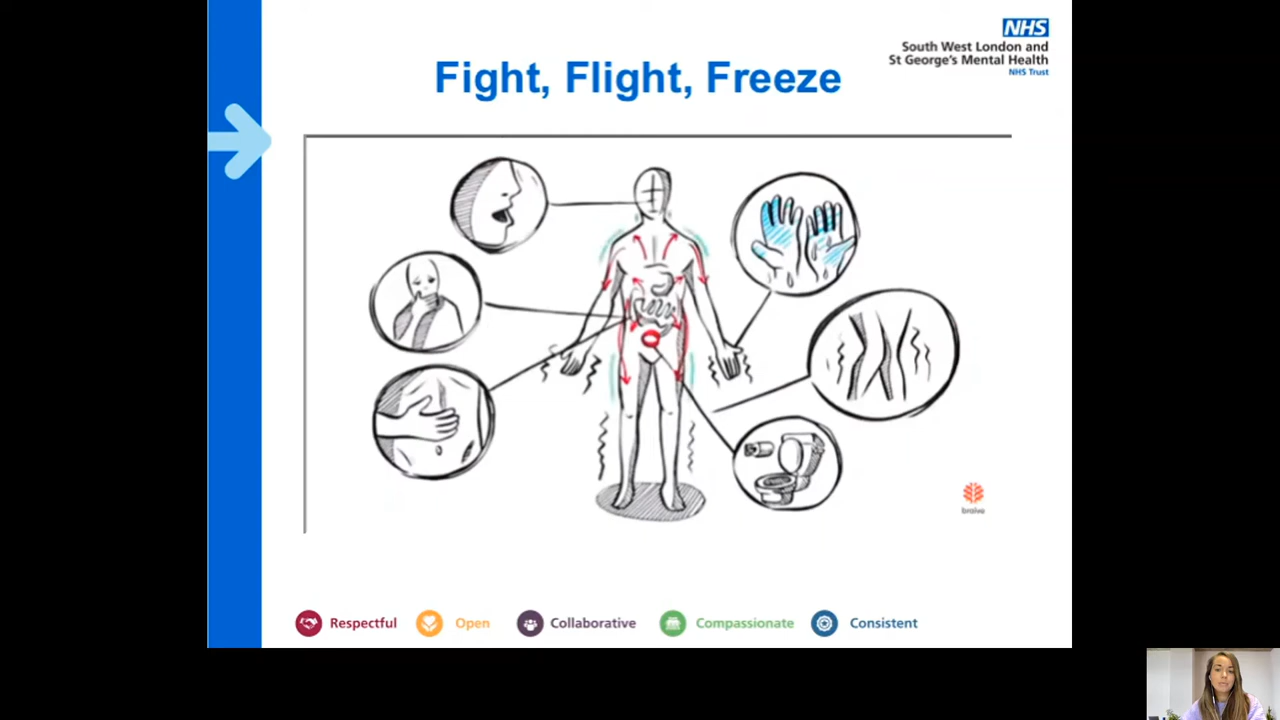 NHS
South West London and
St George's Mental Health
NHS Trust
Fight, Flight, Freeze
braive
Respectful
Open
Collaborative
Compassionate
Consistent